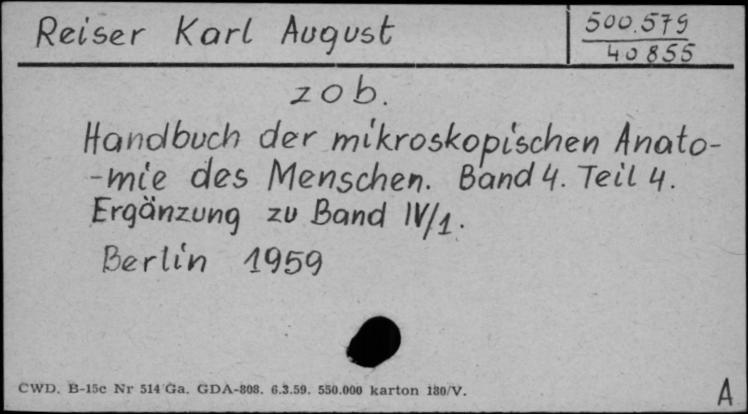 Reiser Karl August
500.579
40855
zob.
Handbuch der mikroskopischen Anato-
-mie des Menschen. Band 4. Teil 4.
Ergänzung zu Band IV/1.
Berlin 1959
CWD. B-15c Nr 514 Ga. GDA-808. 6.3.59. 550.000 karton 180/V.
A